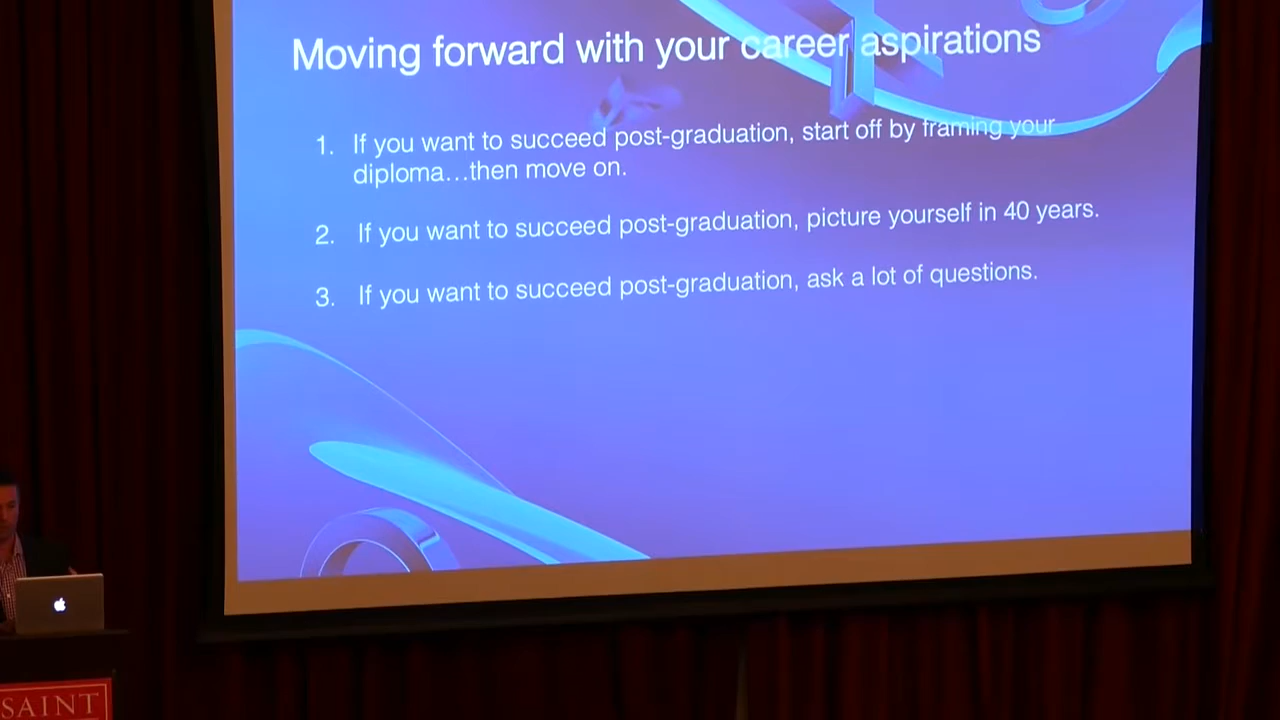 Moving forward with your career aspirations
1. If you want to succeed post-graduation, start off by framing your
diploma...then move on.
2. If you want to succeed post-graduation, picture yourself in 40 years.
3. If you want to succeed post-graduation, ask a lot of questions.
SAINT